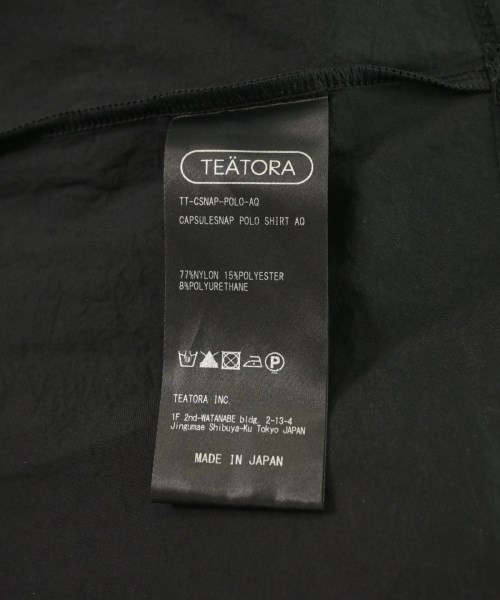 TEÄTORA
TT-CSNAP-POLO-AQ
CAPSULESNAP POLO SHIRT AQ
77%NYLON 15%POLYESTER
8%POLYURETHANE
P
TEATORA INC.
1F 2nd-WATANABE bldg. 2-13-4
Jingumae Shibuya-Ku Tokyo JAPAN
MADE IN JAPAN